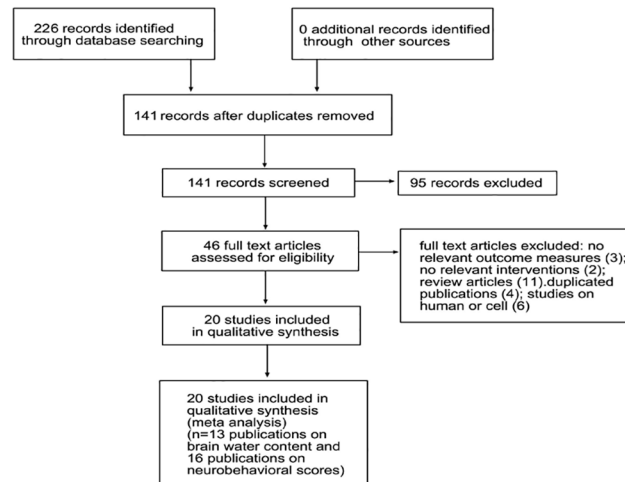 226 records identified
through database searching
0 additional records identified
through other sources
141 records after duplicates removed
141 records screened
95 records excluded
46 full text articles
assessed for eligibility
full text articles excluded: no
relevant outcome measures (3);
no relevant interventions (2);
review articles (11).duplicated
publications (4); studies on
human or cell (6)
20 studies included
in qualitative synthesis
20 studies included in
qualitative synthesis
(meta analysis)
(n=13 publications on
brain water content and
16 publications on
neurobehavioral scores)